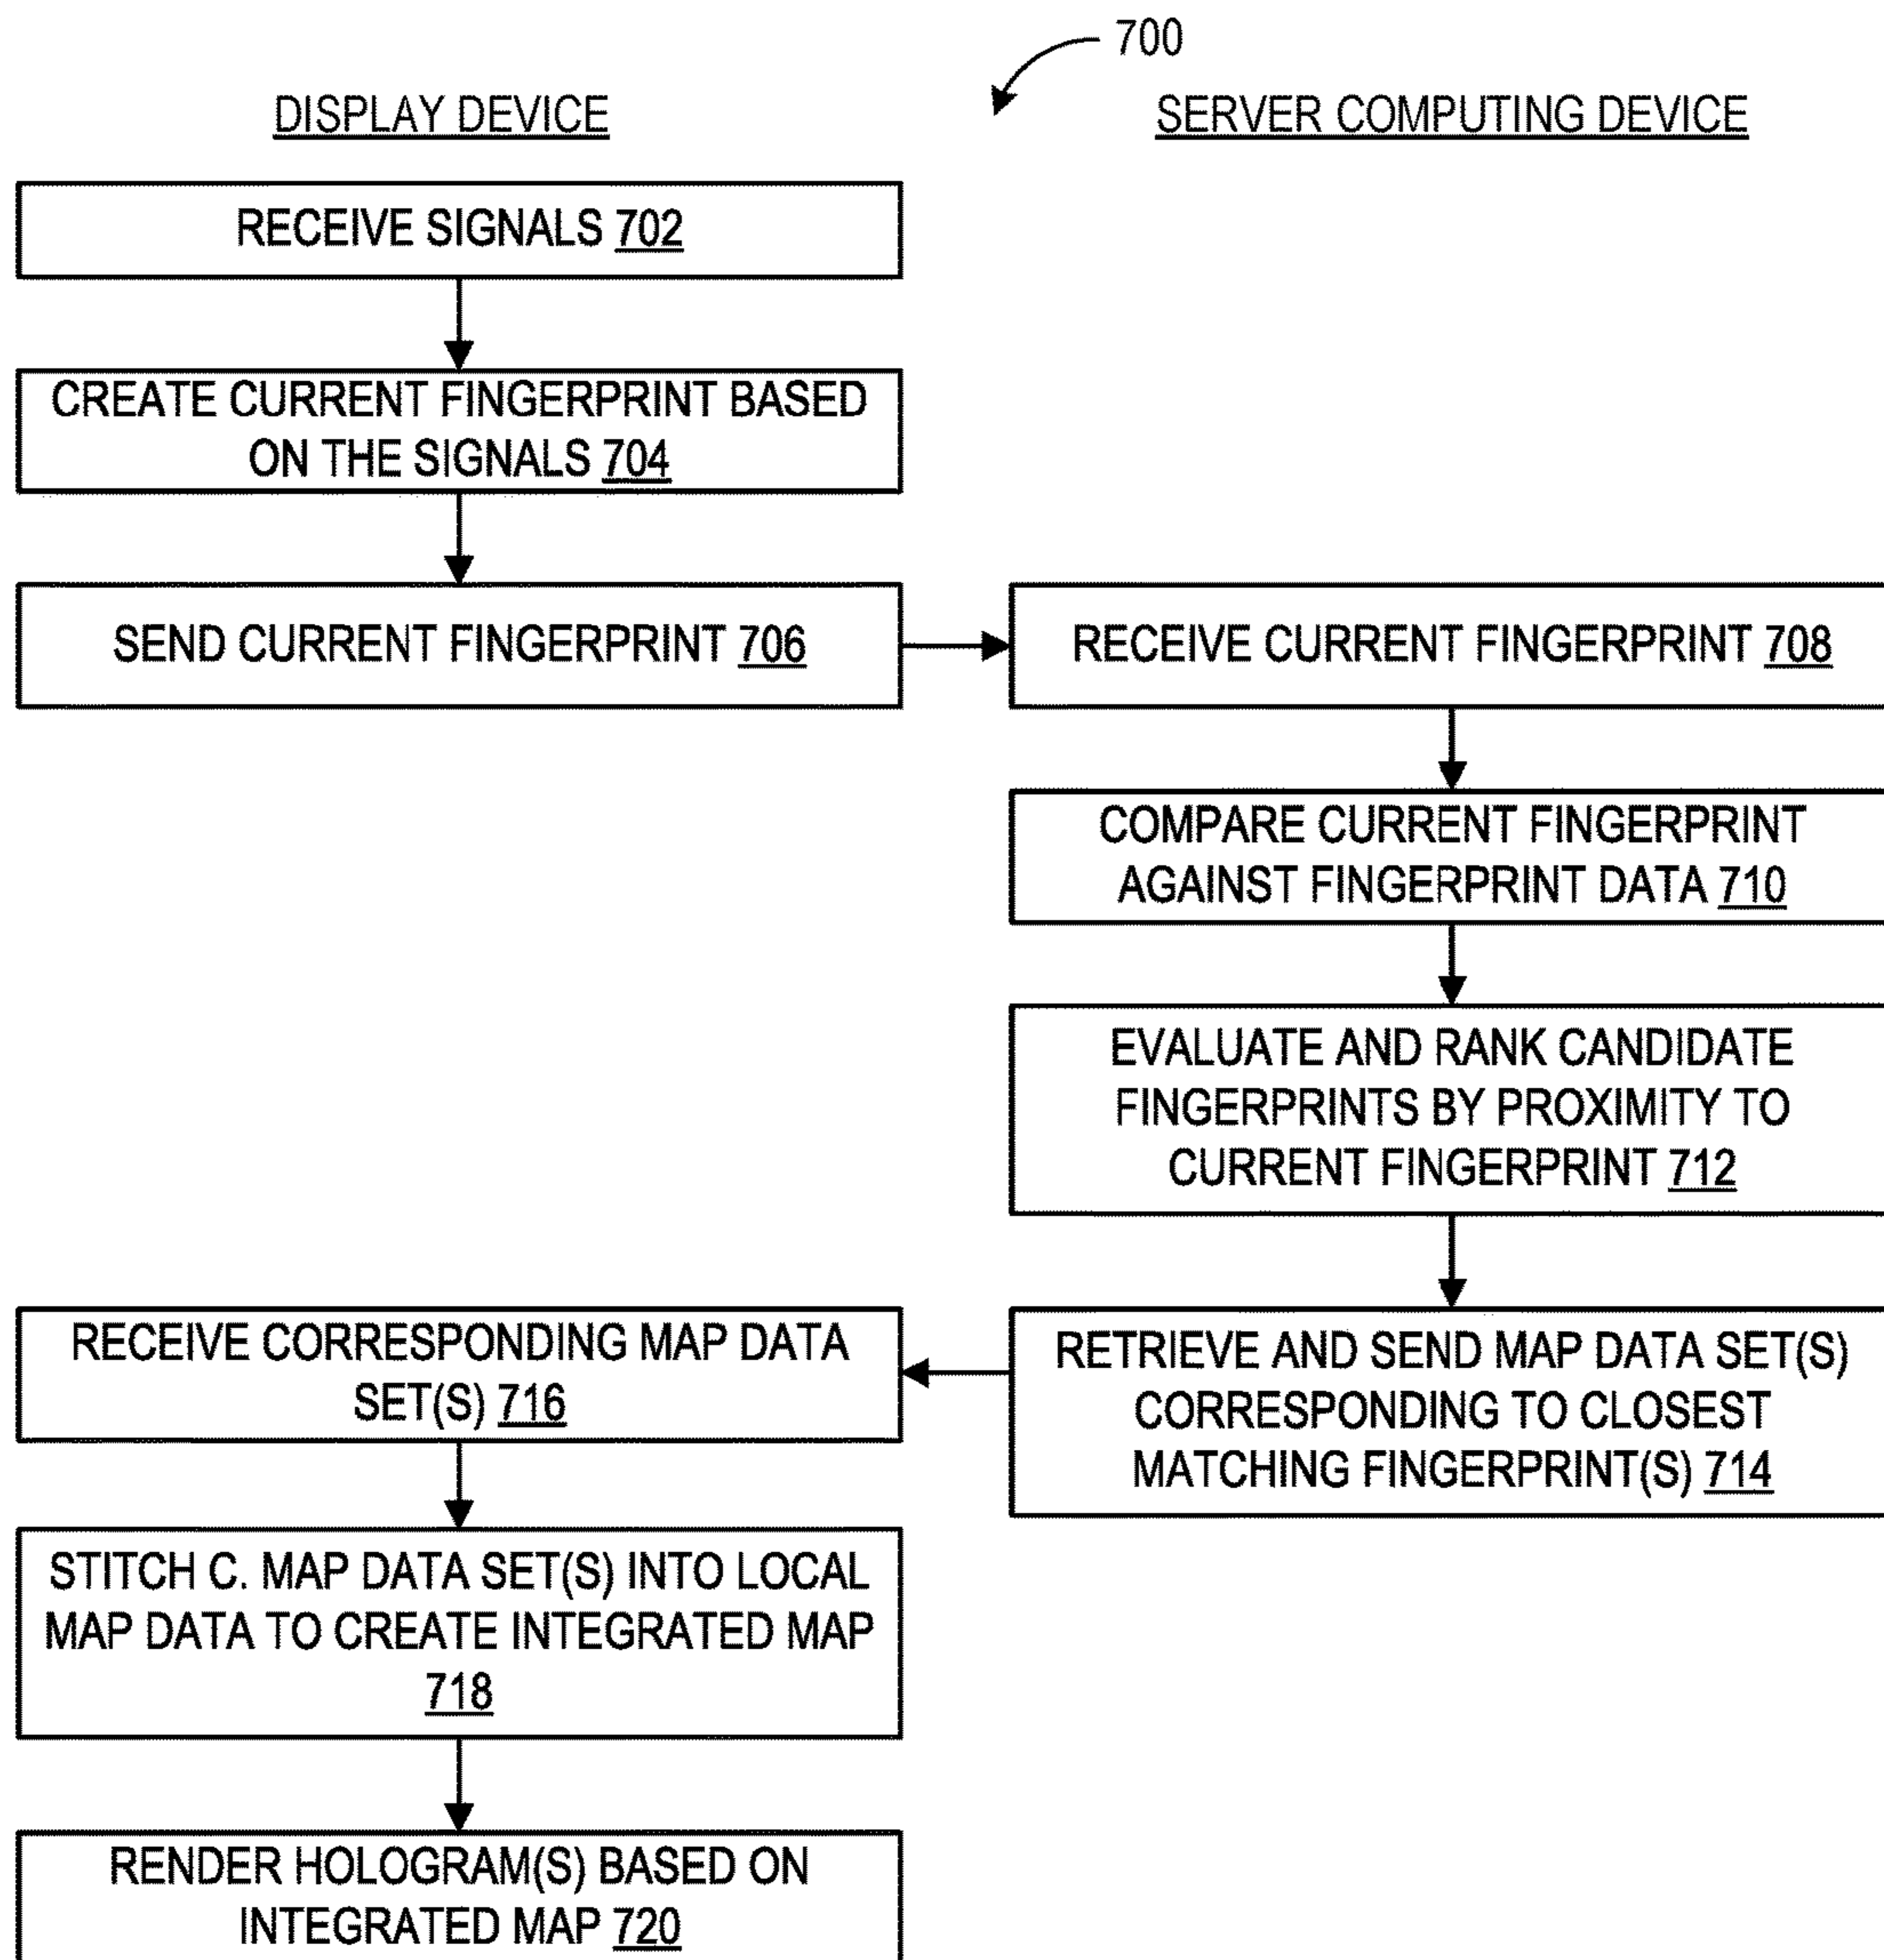 700
DISPLAY DEVICE
SERVER COMPUTING DEVICE
RECEIVE SIGNALS 702
CREATE CURRENT FINGERPRINT BASED
ON THE SIGNALS 704
SEND CURRENT FINGERPRINT 706
RECEIVE CURRENT FINGERPRINT 708
COMPARE CURRENT FINGERPRINT
AGAINST FINGERPRINT DATA 710
EVALUATE AND RANK CANDIDATE
FINGERPRINTS BY PROXIMITY TO
CURRENT FINGERPRINT 712
RETRIEVE AND SEND MAP DATA SET(S)
CORRESPONDING TO CLOSEST
MATCHING FINGERPRINT(S) 714
RECEIVE CORRESPONDING MAP DATA
SET(S) 716
STITCH C. MAP DATA SET(S) INTO LOCAL
MAP DATA TO CREATE INTEGRATED MAP
718
RENDER HOLOGRAM(S) BASED ON
INTEGRATED MAP 720